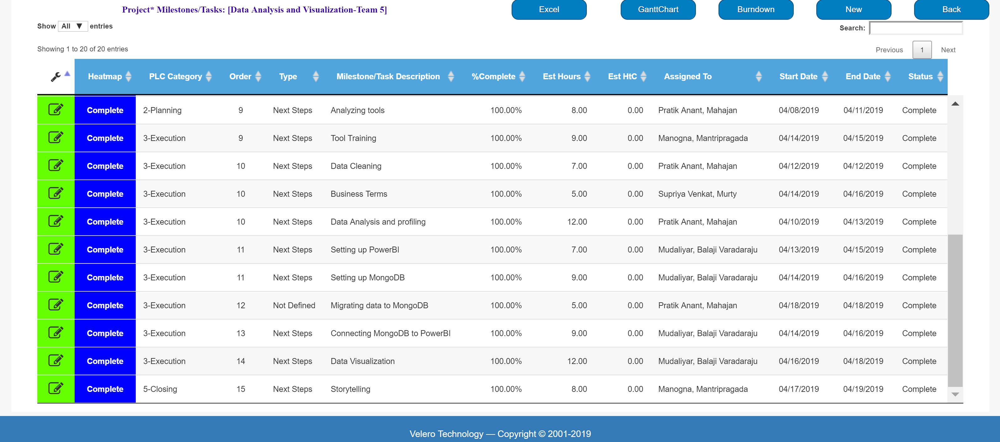 Project* Milestones/Tasks: [Data Analysis and Visualization-Team 5]
Excel GanttChart Burndown New Back
Show All ▼ entries
Search:
Showing 1 to 20 of 20 entries
Previous 1 Next
Heatmap PLC Category Order Type Milestone/Task Description %Complete Est Hours Est HtC Assigned To Start Date End Date Status
Complete 2-Planning 9 Next Steps Analyzing tools 100.00% 8.00 0.00 Pratik Anant, Mahajan 04/08/2019 04/11/2019 Complete
Complete 3-Execution 9 Next Steps Tool Training 100.00% 9.00 0.00 Manogna, Mantripragada 04/14/2019 04/15/2019 Complete
Complete 3-Execution 10 Next Steps Data Cleaning 100.00% 7.00 0.00 Pratik Anant, Mahajan 04/12/2019 04/12/2019 Complete
Complete 3-Execution 10 Next Steps Business Terms 100.00% 5.00 0.00 Supriya Venkat, Murty 04/14/2019 04/16/2019 Complete
Complete 3-Execution 10 Next Steps Data Analysis and profiling 100.00% 12.00 0.00 Pratik Anant, Mahajan 04/10/2019 04/13/2019 Complete
Complete 3-Execution 11 Next Steps Setting up PowerBI 100.00% 7.00 0.00 Mudaliyar, Balaji Varadaraju 04/13/2019 04/15/2019 Complete
Complete 3-Execution 11 Next Steps Setting up MongoDB 100.00% 9.00 0.00 Mudaliyar, Balaji Varadaraju 04/14/2019 04/16/2019 Complete
Complete 3-Execution 12 Not Defined Migrating data to MongoDB 100.00% 5.00 0.00 Pratik Anant, Mahajan 04/18/2019 04/18/2019 Complete
Complete 3-Execution 13 Next Steps Connecting MongoDB to PowerBI 100.00% 9.00 0.00 Mudaliyar, Balaji Varadaraju 04/14/2019 04/16/2019 Complete
Complete 3-Execution 14 Next Steps Data Visualization 100.00% 12.00 0.00 Mudaliyar, Balaji Varadaraju 04/16/2019 04/18/2019 Complete
Complete 5-Closing 15 Next Steps Storytelling 100.00% 8.00 0.00 Manogna, Mantripragada 04/17/2019 04/19/2019 Complete
Velero Technology — Copyright © 2001-2019